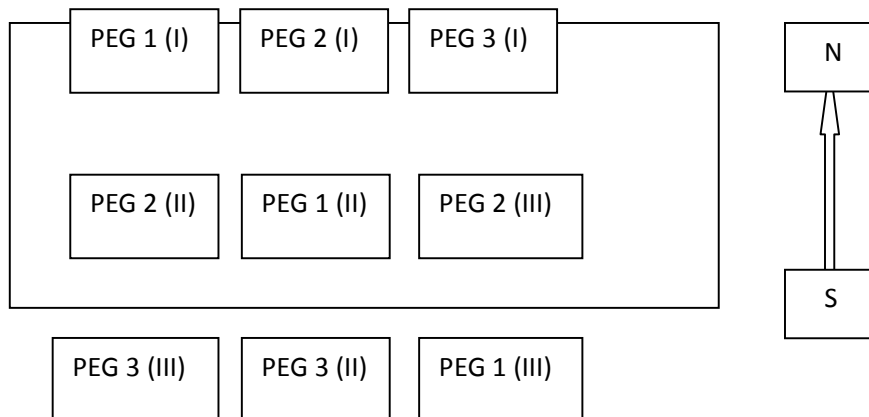 PEG 1 (I) PEG 2 (I) PEG 3 (I)
N
PEG 2 (II) PEG 1 (II) PEG 2 (III)
S
PEG 3 (III) PEG 3 (II) PEG 1 (III)